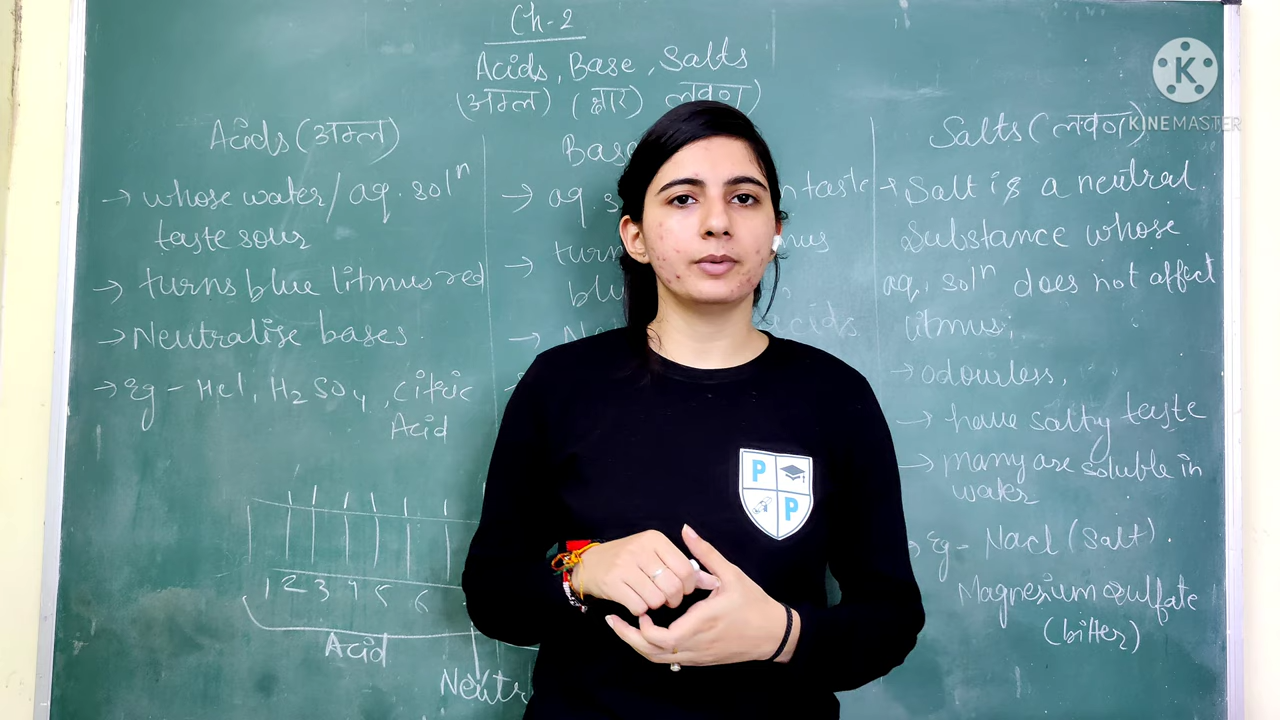 Ch-2
Acids, Base, Salts
(अम्ल) (क्षार) लवण)
Acids (अम्ल)
→ whose water/aq. solⁿ
taste sour
→ turns blue litmus red
→ Neutralise bases.
→ Eg - Hcl, H₂SO₄, Citric
Acid
1 2 3 4 5 6
Acid
Neutr
Base
→ aq s
taste
→ turn
mus
blu
→ Ne
acids
Salts (लवण)
→ Salt is a neutral
Substance whose
aq. solⁿ does not affect
litmus,
→ odourless,
→ have salty taste
→ many are soluble in
water
Eg - Nacl (Salt).
Magnesium sulfate
(bitter)
K
KINEMASTER
P
P